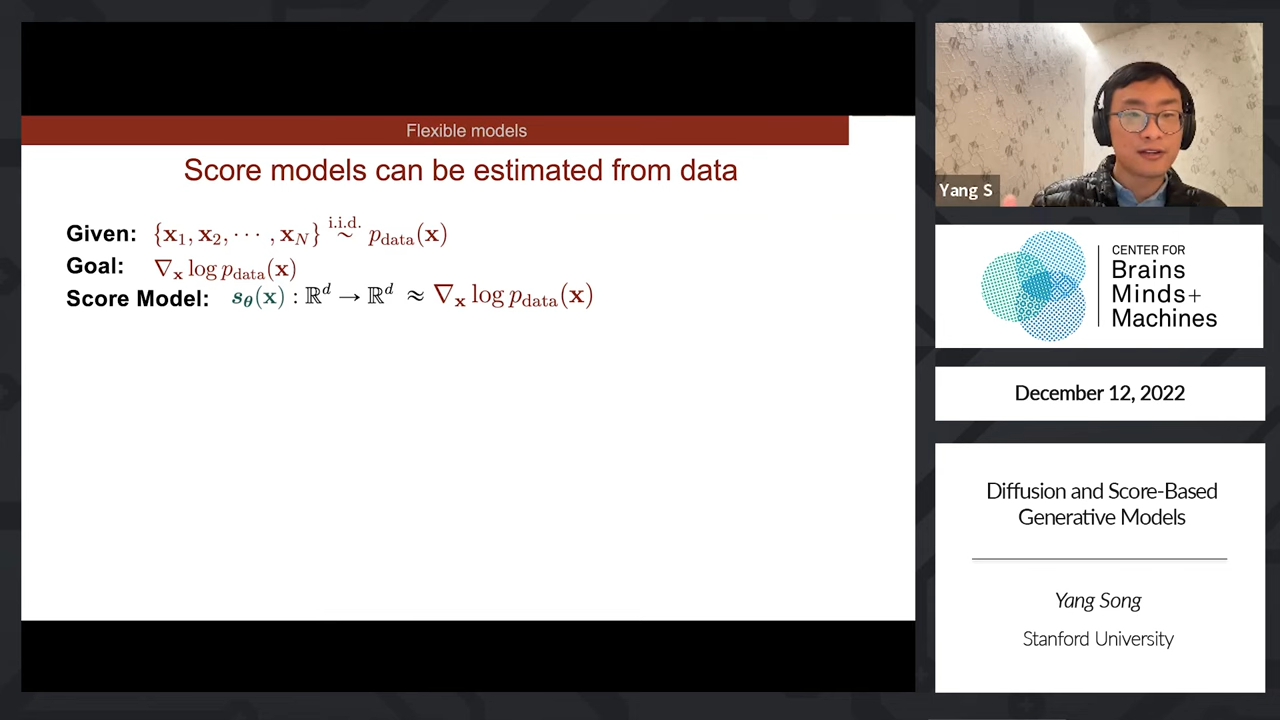 Flexible models
Score models can be estimated from data
Given: {x₁, x₂, ⋯ , x_N} i.i.d. ∼ p_data(x)
Goal: ∇ₓ log p_data(x)
Score Model: s_θ(x) : ℝᵈ → ℝᵈ ≈ ∇ₓ log p_data(x)
Yang S
CENTER FOR
Brains
Minds+
Machines
December 12, 2022
Diffusion and Score-Based
Generative Models
Yang Song
Stanford University